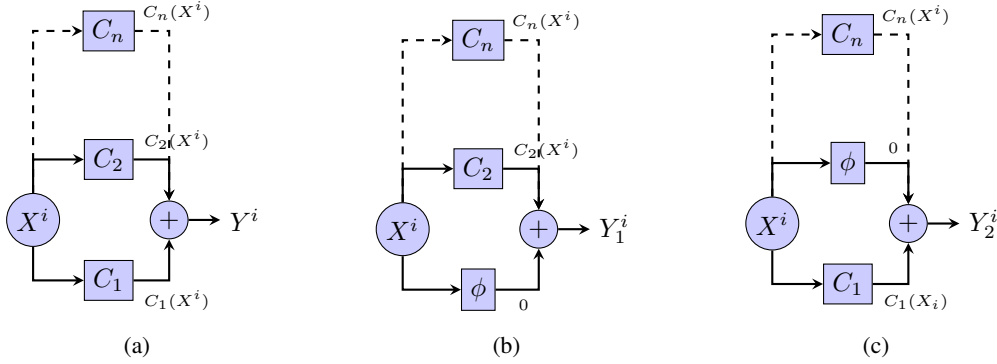 C_n(X^i)
C_n
C_2(X^i)
C_2
X^i
+
Y^i
C_1
C_1(X^i)
(a)
C_n(X^i)
C_n
C_2(X^i)
C_2
X^i
+
Y_1^i
ϕ
0
(b)
C_n(X^i)
C_n
0
ϕ
X^i
+
Y_2^i
C_1
C_1(X_i)
(c)